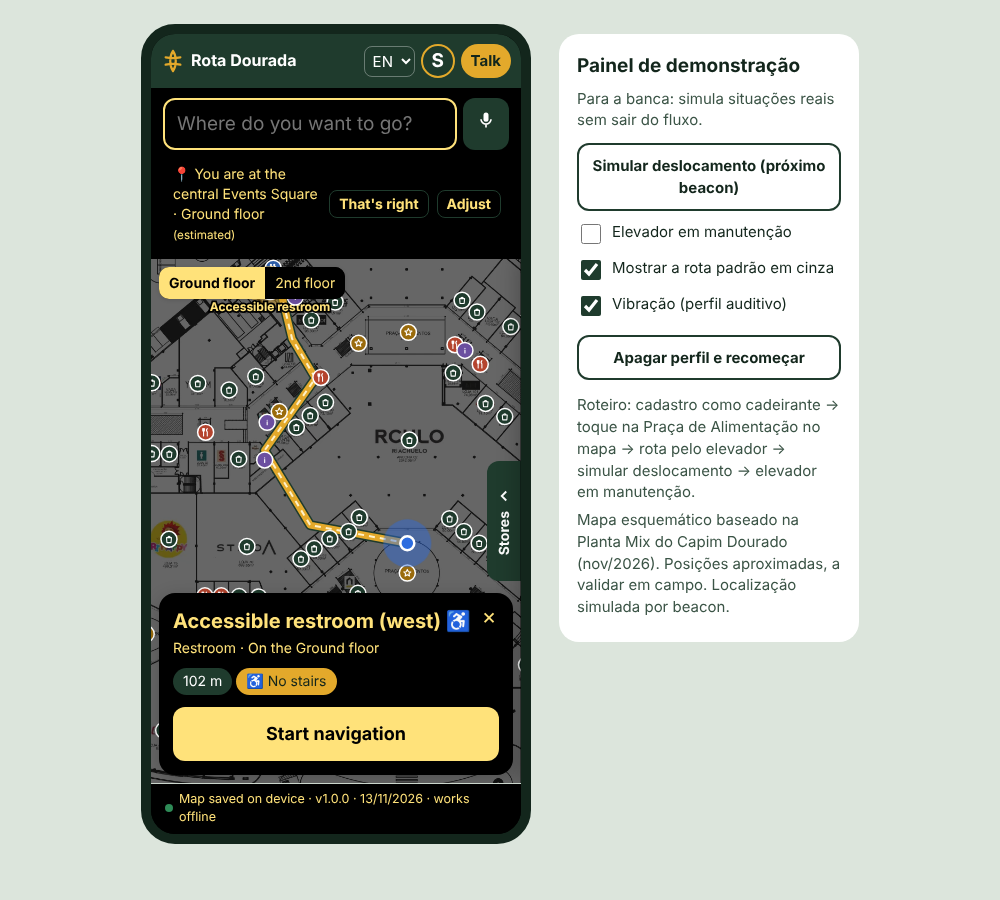 Rota Dourada
EN
S
Talk
Where do you want to go?
📍 You are at the
central Events Square
· Ground floor
(estimated)
That's right
Adjust
Ground floor
2nd floor
Accessible restroom
RIACHUELO
Stores
Accessible restroom (west) ♿
×
Restroom · On the Ground floor
102 m
♿ No stairs
Start navigation
Map saved on device · v1.0.0 · 13/11/2026 · works
offline
Painel de demonstração
Para a banca: simula situações reais
sem sair do fluxo.
Simular deslocamento (próximo
beacon)
Elevador em manutenção
Mostrar a rota padrão em cinza
Vibração (perfil auditivo)
Apagar perfil e recomeçar
Roteiro: cadastro como cadeirante →
toque na Praça de Alimentação no
mapa → rota pelo elevador →
simular deslocamento → elevador
em manutenção.
Mapa esquemático baseado na
Planta Mix do Capim Dourado
(nov/2026). Posições aproximadas, a
validar em campo. Localização
simulada por beacon.